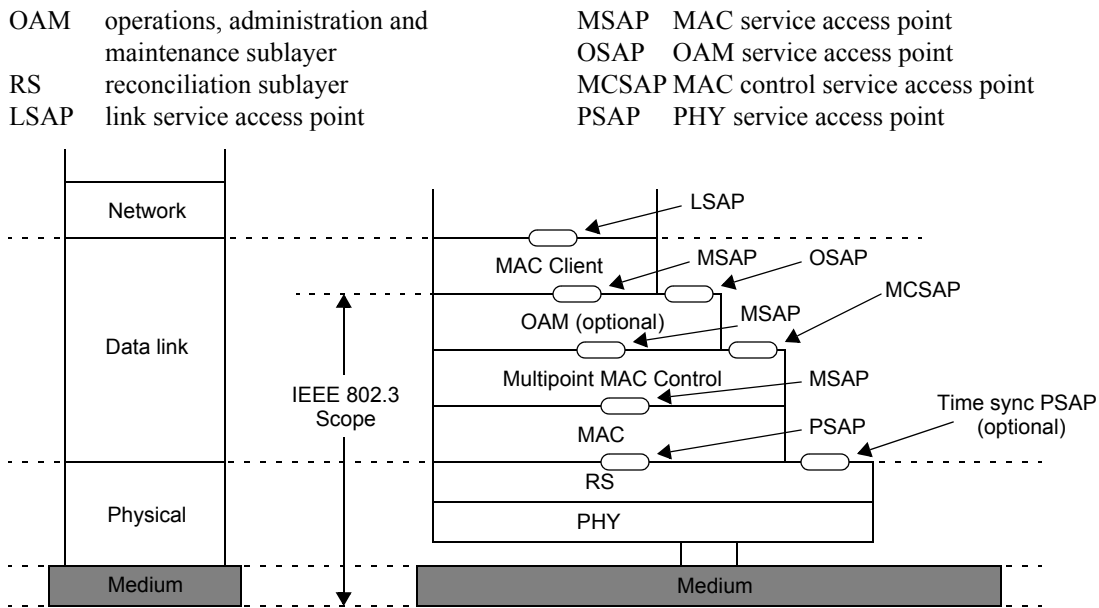 OAM operations, administration and
maintenance sublayer
RS reconciliation sublayer
LSAP link service access point
MSAP MAC service access point
OSAP OAM service access point
MCSAP MAC control service access point
PSAP PHY service access point
Network
Data link
Physical
Medium
IEEE 802.3
Scope
LSAP
MAC Client
MSAP
OSAP
OAM (optional)
MSAP
MCSAP
Multipoint MAC Control
MSAP
MAC
PSAP
Time sync PSAP
(optional)
RS
PHY
Medium